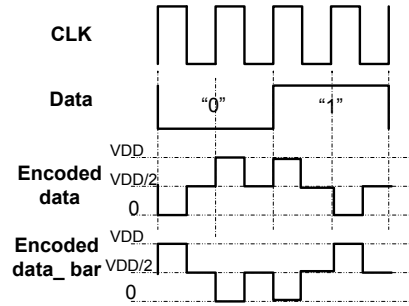 CLK
Data
"0"
"1"
VDD
Encoded
data
VDD/2
0
VDD
Encoded
data_ bar
VDD/2
0